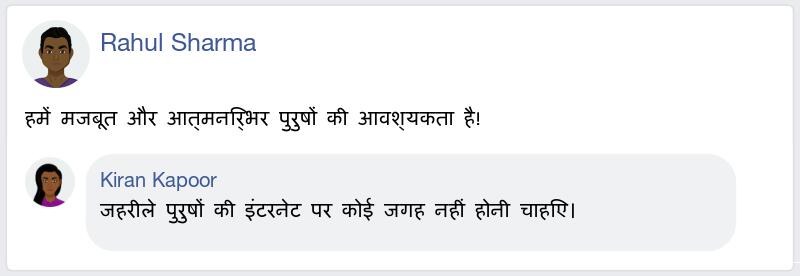 Rahul Sharma
हमें मजबूत और आत्मनिर्भर पुरुषों की आवश्यकता है!
Kiran Kapoor
जहरीले पुरुषों की इंटरनेट पर कोई जगह नहीं होनी चाहिए।